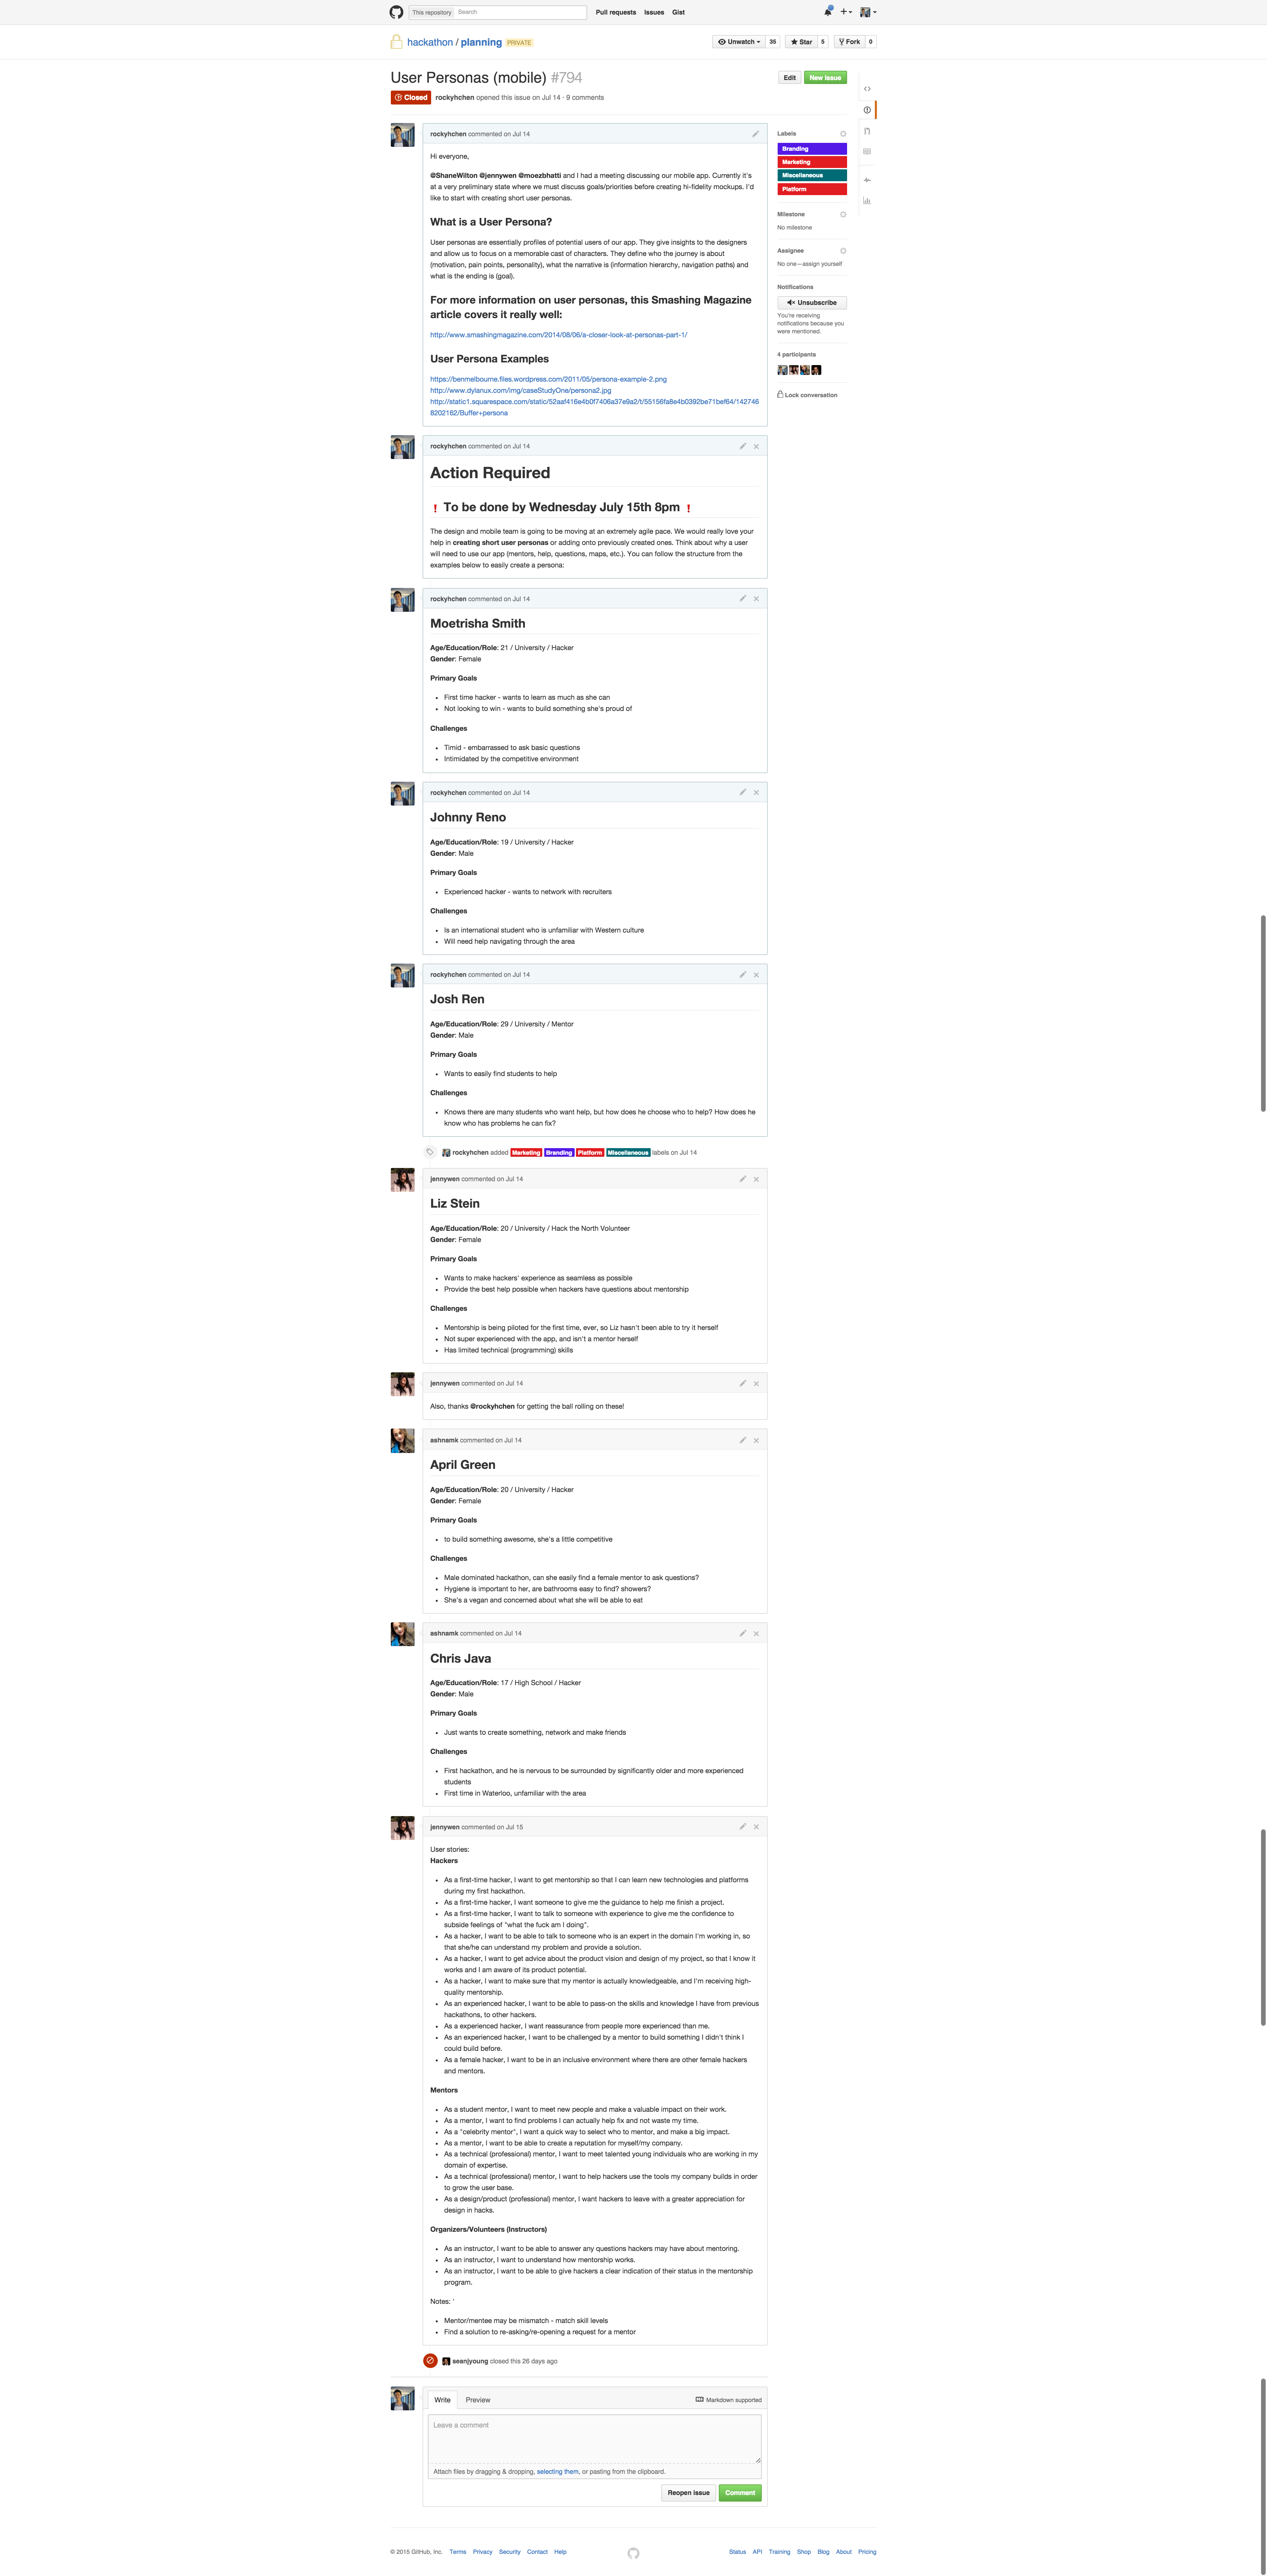 This repository Search Pull requests Issues Gist
hackathon / planning PRIVATE Unwatch 35 Star 5 Fork 0
User Personas (mobile) #794 Edit New issue
Closed rockyhchen opened this issue on Jul 14 · 9 comments
rockyhchen commented on Jul 14
Hi everyone,
@ShaneWilton @jennywen @moezbhatti and I had a meeting discussing our mobile app. Currently it's
at a very preliminary state where we must discuss goals/priorities before creating hi-fidelity mockups. I'd
like to start with creating short user personas.
What is a User Persona?
User personas are essentially profiles of potential users of our app. They give insights to the designers
and allow us to focus on a memorable cast of characters. They define who the journey is about
(motivation, pain points, personality), what the narrative is (information hierarchy, navigation paths) and
what is the ending is (goal).
For more information on user personas, this Smashing Magazine
article covers it really well:
http://www.smashingmagazine.com/2014/08/06/a-closer-look-at-personas-part-1/
User Persona Examples
https://benmelbourne.files.wordpress.com/2011/05/persona-example-2.png
http://www.dylanux.com/img/caseStudyOne/persona2.jpg
http://static1.squarespace.com/static/52aaf416e4b0f7406a37e9a2/t/55156fa8e4b0392be71bef64/142746
8202162/Buffer+persona
Labels
Branding
Marketing
Miscellaneous
Platform
Milestone
No milestone
Assignee
No one—assign yourself
Notifications
Unsubscribe
You're receiving
notifications because you
were mentioned.
4 participants
Lock conversation
rockyhchen commented on Jul 14
Action Required
! To be done by Wednesday July 15th 8pm !
The design and mobile team is going to be moving at an extremely agile pace. We would really love your
help in creating short user personas or adding onto previously created ones. Think about why a user
will need to use our app (mentors, help, questions, maps, etc.). You can follow the structure from the
examples below to easily create a persona:
rockyhchen commented on Jul 14
Moetrisha Smith
Age/Education/Role: 21 / University / Hacker
Gender: Female
Primary Goals
• First time hacker - wants to learn as much as she can
• Not looking to win - wants to build something she's proud of
Challenges
• Timid - embarrassed to ask basic questions
• Intimidated by the competitive environment
rockyhchen commented on Jul 14
Johnny Reno
Age/Education/Role: 19 / University / Hacker
Gender: Male
Primary Goals
• Experienced hacker - wants to network with recruiters
Challenges
• Is an international student who is unfamiliar with Western culture
• Will need help navigating through the area
rockyhchen commented on Jul 14
Josh Ren
Age/Education/Role: 29 / University / Mentor
Gender: Male
Primary Goals
• Wants to easily find students to help
Challenges
• Knows there are many students who want help, but how does he choose who to help? How does he
know who has problems he can fix?
rockyhchen added Marketing Branding Platform Miscellaneous labels on Jul 14
jennywen commented on Jul 14
Liz Stein
Age/Education/Role: 20 / University / Hack the North Volunteer
Gender: Female
Primary Goals
• Wants to make hackers' experience as seamless as possible
• Provide the best help possible when hackers have questions about mentorship
Challenges
• Mentorship is being piloted for the first time, ever, so Liz hasn't been able to try it herself
• Not super experienced with the app, and isn't a mentor herself
• Has limited technical (programming) skills
jennywen commented on Jul 14
Also, thanks @rockyhchen for getting the ball rolling on these!
ashnamk commented on Jul 14
April Green
Age/Education/Role: 20 / University / Hacker
Gender: Female
Primary Goals
• to build something awesome, she's a little competitive
Challenges
• Male dominated hackathon, can she easily find a female mentor to ask questions?
• Hygiene is important to her, are bathrooms easy to find? showers?
• She's a vegan and concerned about what she will be able to eat
ashnamk commented on Jul 14
Chris Java
Age/Education/Role: 17 / High School / Hacker
Gender: Male
Primary Goals
• Just wants to create something, network and make friends
Challenges
• First hackathon, and he is nervous to be surrounded by significantly older and more experienced
students
• First time in Waterloo, unfamiliar with the area
jennywen commented on Jul 15
User stories:
Hackers
• As a first-time hacker, I want to get mentorship so that I can learn new technologies and platforms
during my first hackathon.
• As a first-time hacker, I want someone to give me the guidance to help me finish a project.
• As a first-time hacker, I want to talk to someone with experience to give me the confidence to
subside feelings of "what the fuck am I doing".
• As a hacker, I want to be able to talk to someone who is an expert in the domain I'm working in, so
that she/he can understand my problem and provide a solution.
• As a hacker, I want to get advice about the product vision and design of my project, so that I know it
works and I am aware of its product potential.
• As a hacker, I want to make sure that my mentor is actually knowledgeable, and I'm receiving high-
quality mentorship.
• As an experienced hacker, I want to be able to pass-on the skills and knowledge I have from previous
hackathons, to other hackers.
• As a experienced hacker, I want reassurance from people more experienced than me.
• As an experienced hacker, I want to be challenged by a mentor to build something I didn't think I
could build before.
• As a female hacker, I want to be in an inclusive environment where there are other female hackers
and mentors.
Mentors
• As a student mentor, I want to meet new people and make a valuable impact on their work.
• As a mentor, I want to find problems I can actually help fix and not waste my time.
• As a "celebrity mentor", I want a quick way to select who to mentor, and make a big impact.
• As a mentor, I want to be able to create a reputation for myself/my company.
• As a technical (professional) mentor, I want to meet talented young individuals who are working in my
domain of expertise.
• As a technical (professional) mentor, I want to help hackers use the tools my company builds in order
to grow the user base.
• As a design/product (professional) mentor, I want hackers to leave with a greater appreciation for
design in hacks.
Organizers/Volunteers (Instructors)
• As an instructor, I want to be able to answer any questions hackers may have about mentoring.
• As an instructor, I want to understand how mentorship works.
• As an instructor, I want to be able to give hackers a clear indication of their status in the mentorship
program.
Notes: '
• Mentor/mentee may be mismatch - match skill levels
• Find a solution to re-asking/re-opening a request for a mentor
seanjyoung closed this 26 days ago
Write Preview Markdown supported
Leave a comment
Attach files by dragging & dropping, selecting them, or pasting from the clipboard.
Reopen issue Comment
© 2015 GitHub, Inc. Terms Privacy Security Contact Help Status API Training Shop Blog About Pricing